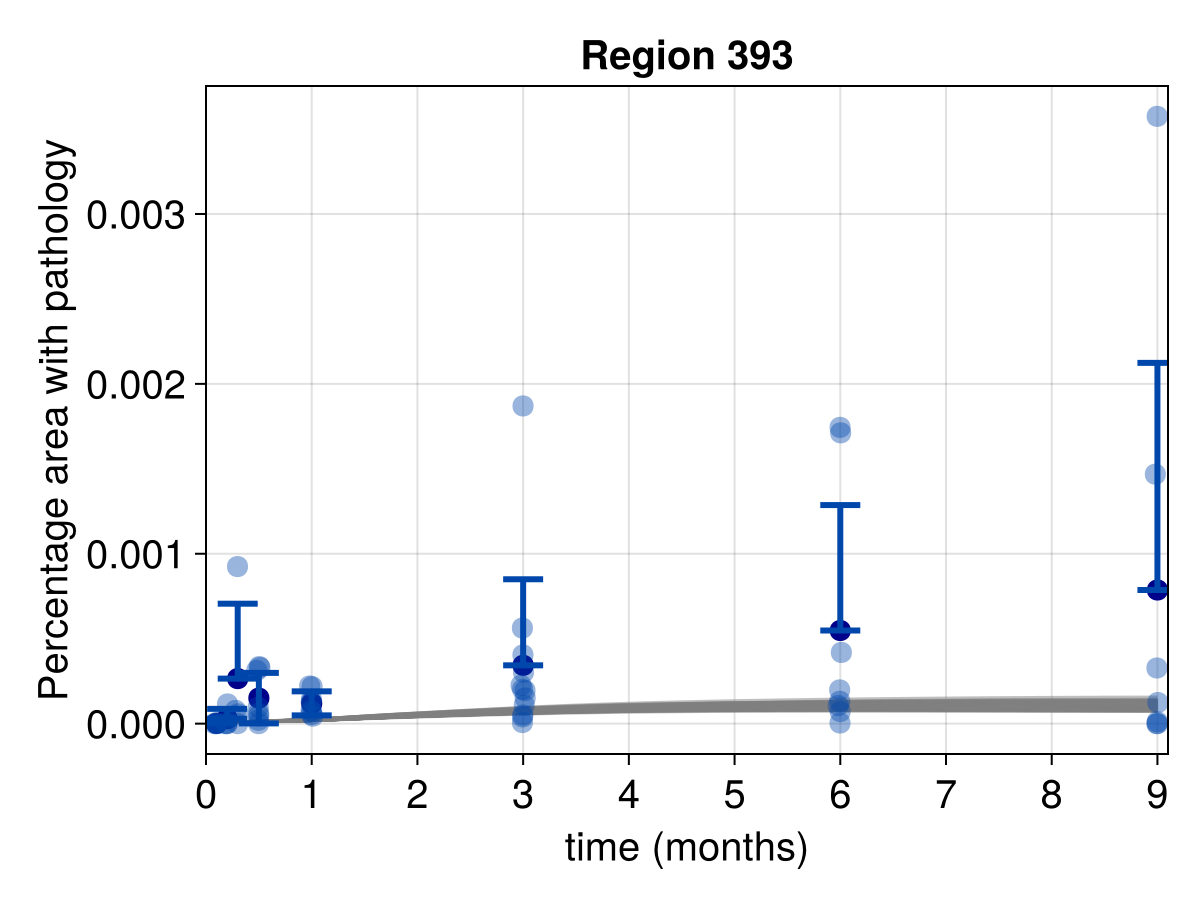 Region 393
Percentage area with pathology
0.003
0.002
0.001
0.000
0 1 2 3 4 5 6 7 8 9
time (months)